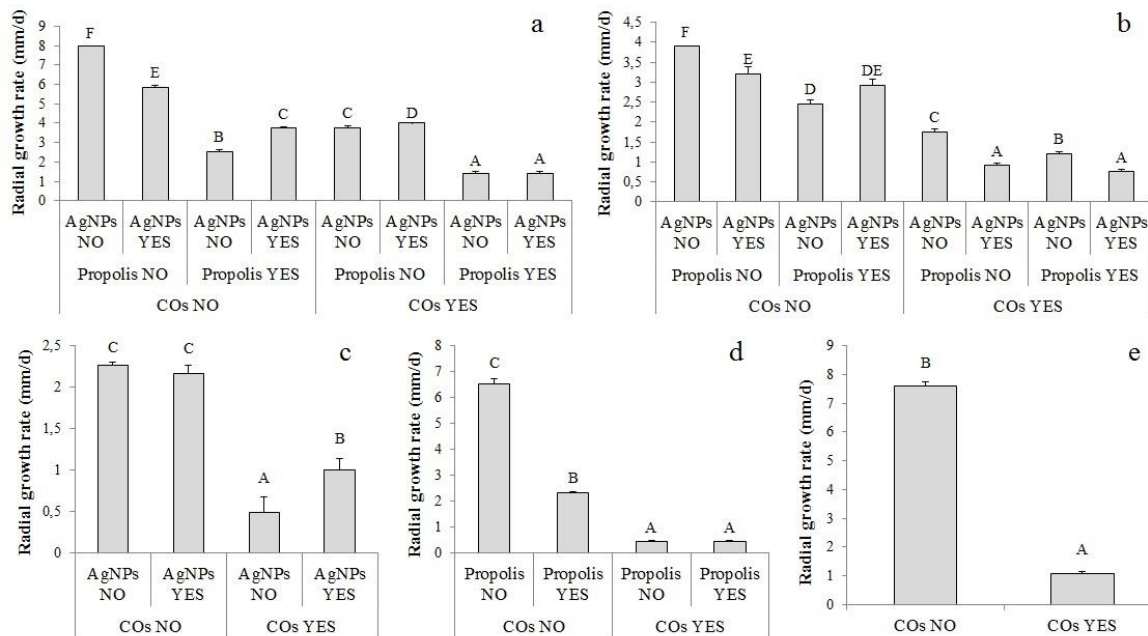 a
Radial growth rate (mm/d)
9
8
7
6
5
4
3
2
1
0
F
E
B
C
C
D
A
A
AgNPs NO AgNPs YES AgNPs NO AgNPs YES AgNPs NO AgNPs YES AgNPs NO AgNPs YES
Propolis NO Propolis YES Propolis NO Propolis YES
COs NO COs YES
b
Radial growth rate (mm/d)
4,5
4
3,5
3
2,5
2
1,5
1
0,5
0
F
E
D
DE
C
A
B
A
AgNPs NO AgNPs YES AgNPs NO AgNPs YES AgNPs NO AgNPs YES AgNPs NO AgNPs YES
Propolis NO Propolis YES Propolis NO Propolis YES
COs NO COs YES
c
Radial growth rate (mm/d)
2,5
2
1,5
1
0,5
0
C
C
A
B
AgNPs NO AgNPs YES AgNPs NO AgNPs YES
COs NO COs YES
d
Radial growth rate (mm/d)
8
7
6
5
4
3
2
1
0
C
B
A
A
Propolis NO Propolis YES Propolis NO Propolis YES
COs NO COs YES
e
Radial growth rate (mm/d)
9
8
7
6
5
4
3
2
1
0
B
A
COs NO COs YES